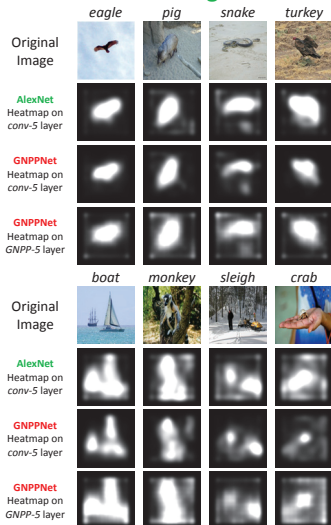 eagle pig snake turkey
Original
Image
AlexNet
Heatmap on
conv-5 layer
GNPPNet
Heatmap on
conv-5 layer
GNPPNet
Heatmap on
GNPP-5 layer
boat monkey sleigh crab
Original
Image
AlexNet
Heatmap on
conv-5 layer
GNPPNet
Heatmap on
conv-5 layer
GNPPNet
Heatmap on
GNPP-5 layer